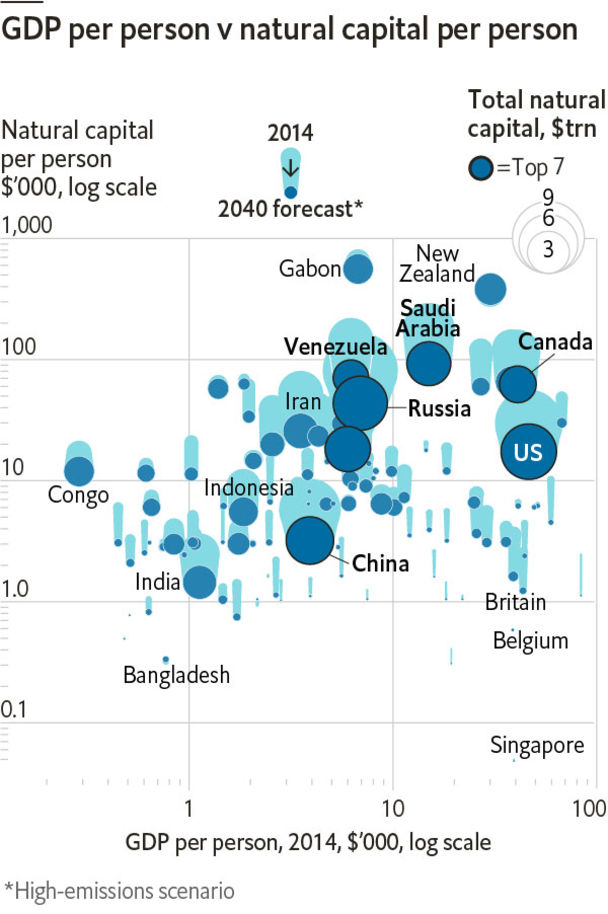 GDP per person v natural capital per person
Natural capital
per person
$’000, log scale
2014
2040 forecast*
Total natural
capital, $trn
=Top 7
9
6
3
1,000
100
10
1.0
0.1
Gabon
New
Zealand
Saudi
Arabia
Venezuela
Canada
Iran
Russia
US
Congo
Indonesia
China
India
Britain
Belgium
Bangladesh
Singapore
1
10
100
GDP per person, 2014, $’000, log scale
*High-emissions scenario